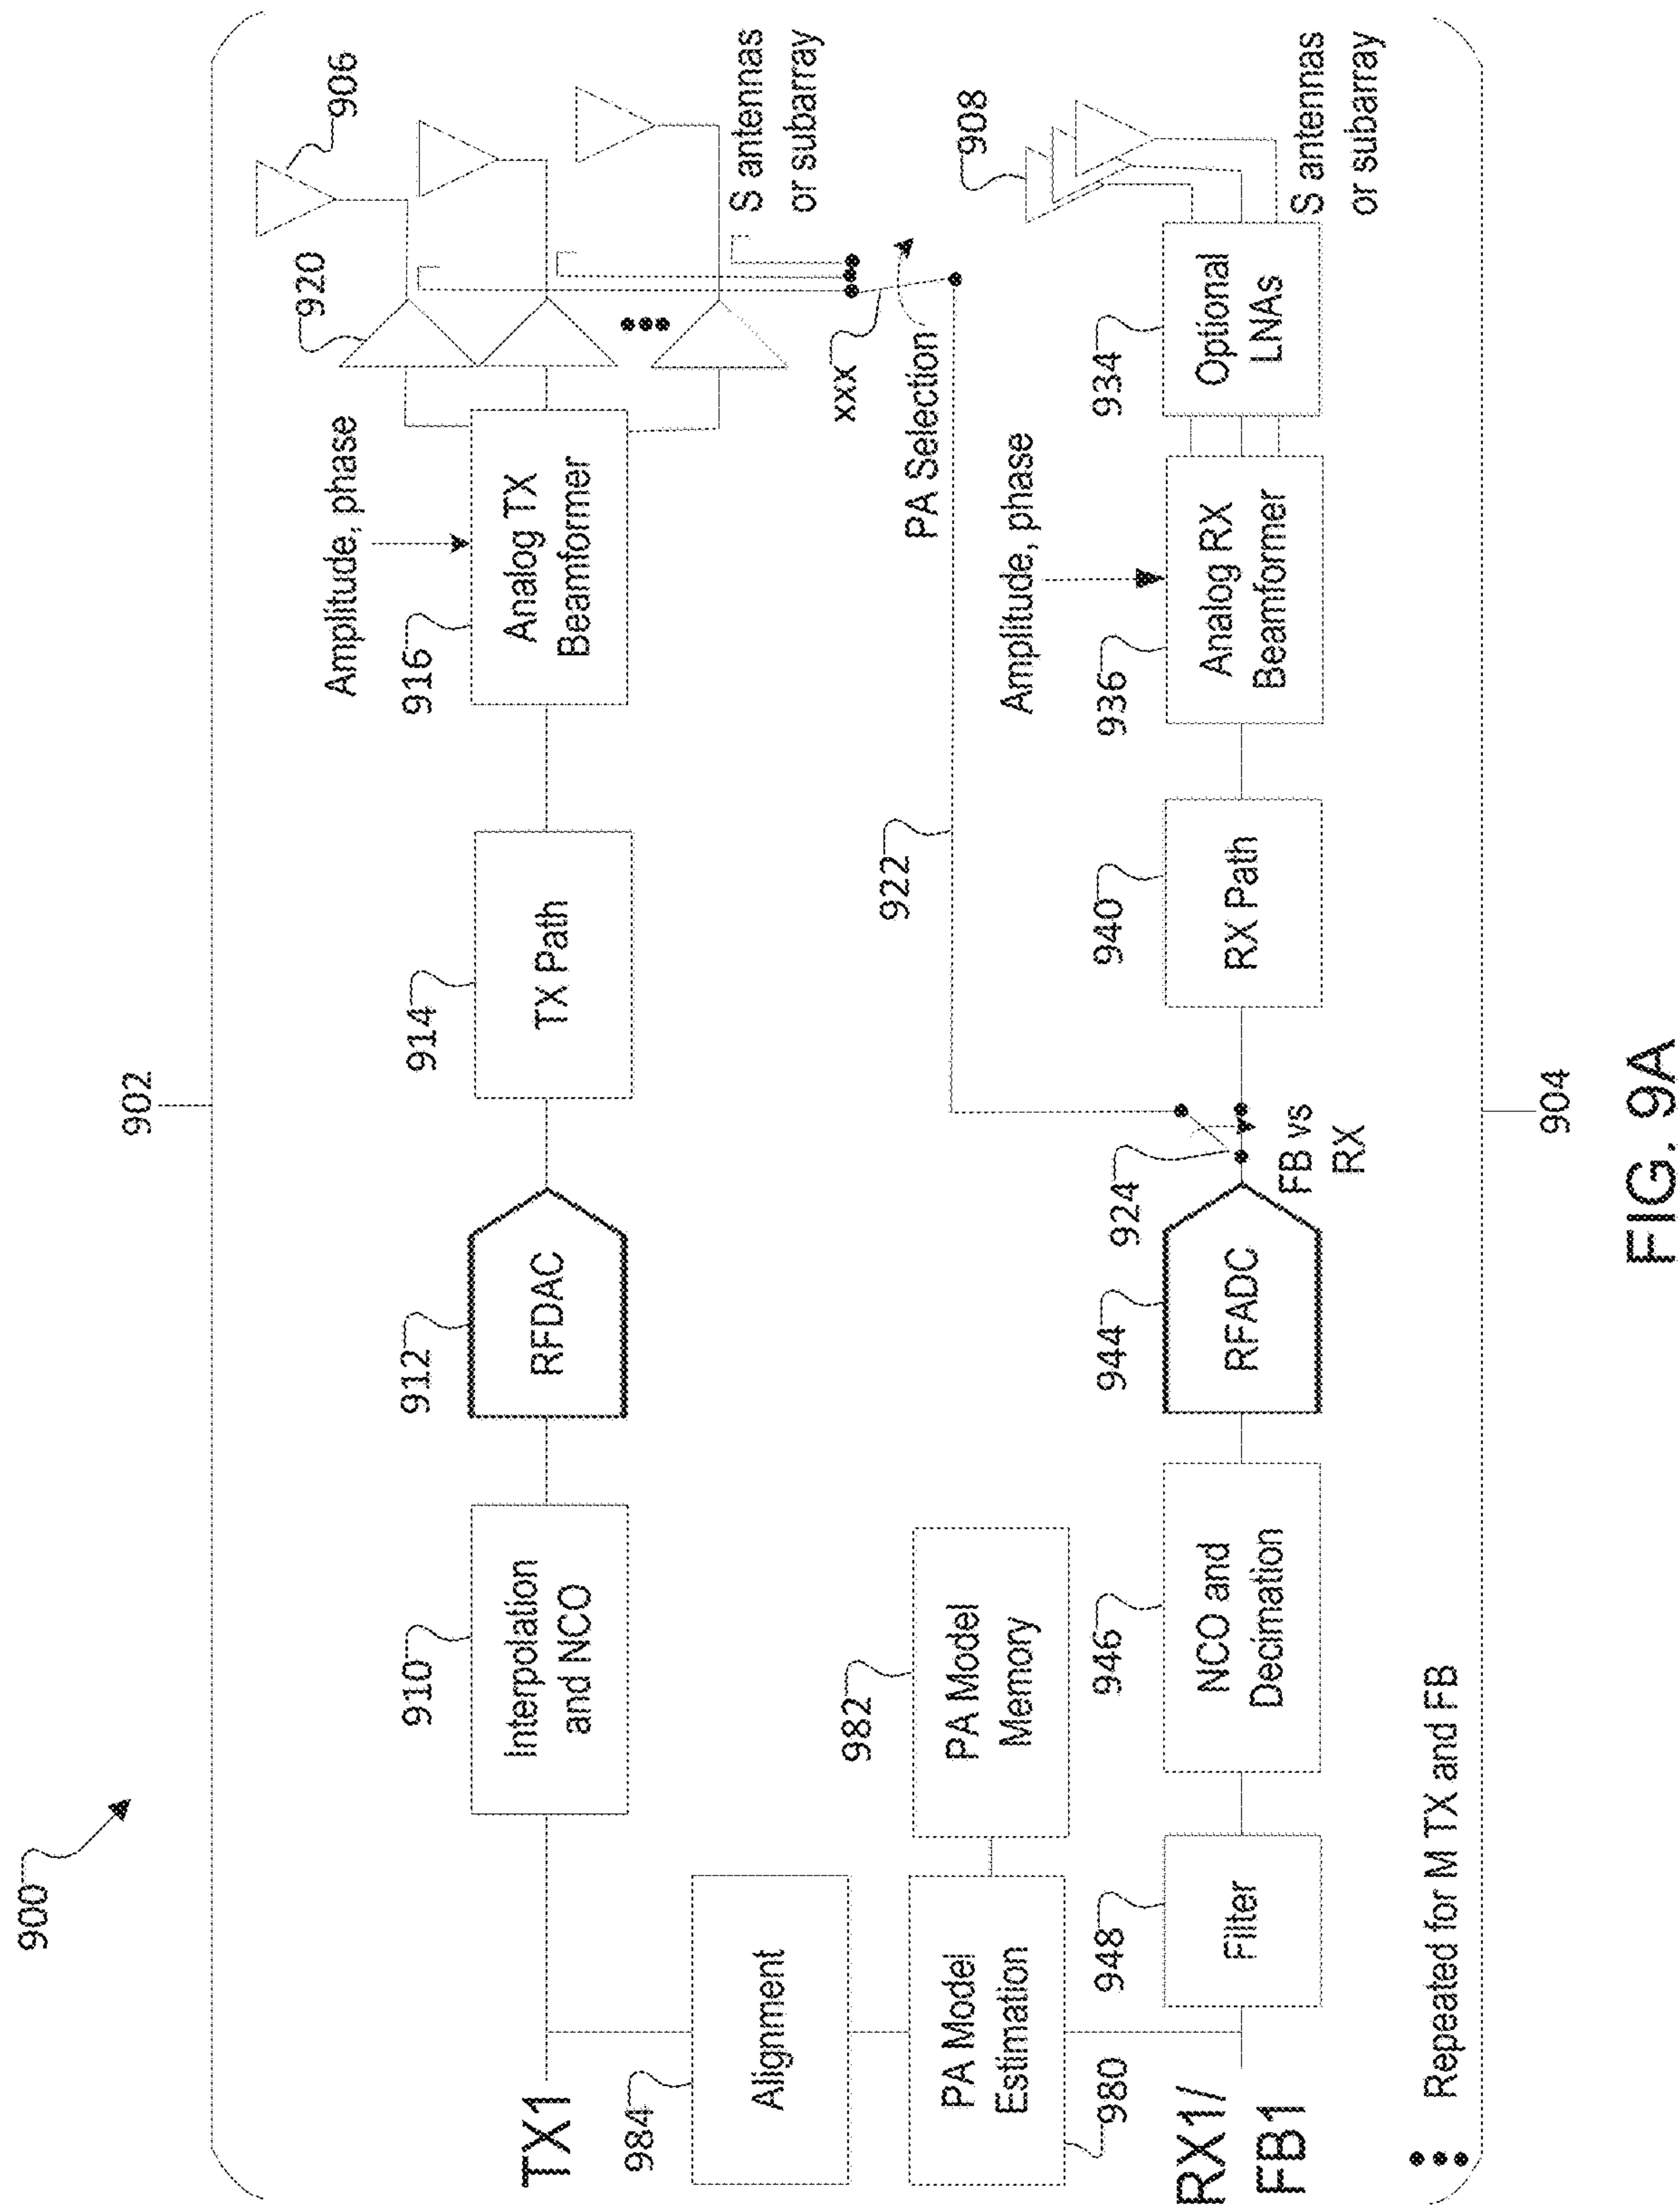 900
902
TX1
910
Interpolation
and NCO
912
RFDAC
914
TX Path
916
Amplitude, phase
Analog TX
Beamformer
920
906
S antennas
or subarray
984
Alignment
xxx
PA Selection
922
982
PA Model
Memory
PA Model
Estimation
980
RX1/
FB1
948
Filter
946
NCO and
Decimation
944
RFADC
924
FB vs
RX
940
RX Path
936
Amplitude, phase
Analog RX
Beamformer
934
Optional
LNAs
908
S antennas
or subarray
Repeated for M TX and FB
904
FIG. 9A